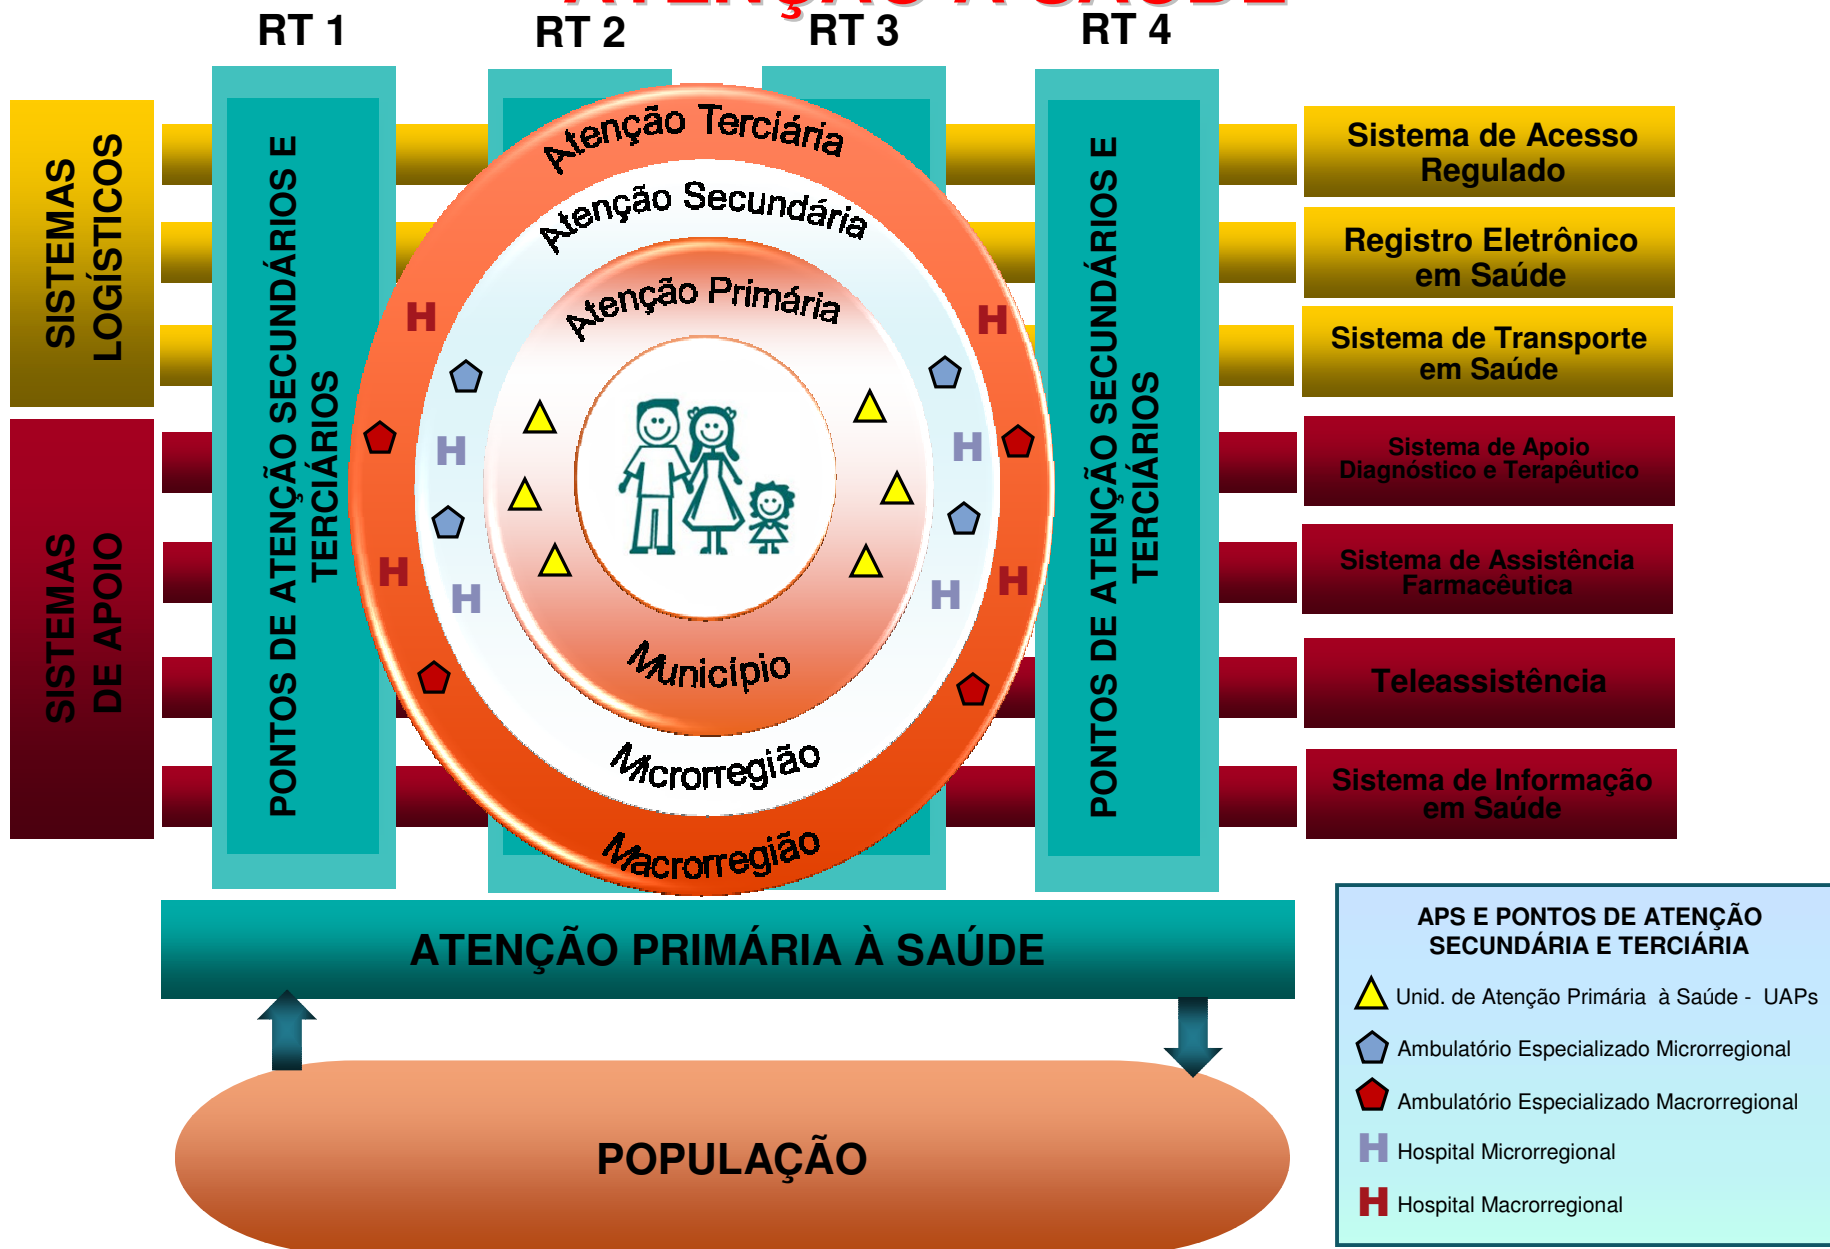 ATENÇÃO À SAÚDE
RT 1
RT 2
RT 3
RT 4
SISTEMAS
LOGÍSTICOS
SISTEMAS
DE APOIO
PONTOS DE ATENÇÃO SECUNDÁRIOS E
TERCIÁRIOS
Atenção Terciária
Atenção Secundária
Atenção Primária
H
H
H
H
H
H
H
H
Município
Microrregião
Macrorregião
PONTOS DE ATENÇÃO SECUNDÁRIOS E
TERCIÁRIOS
Sistema de Acesso
Regulado
Registro Eletrônico
em Saúde
Sistema de Transporte
em Saúde
Sistema de Apoio
Diagnóstico e Terapêutico
Sistema de Assistência
Farmacêutica
Teleassistência
Sistema de Informação
em Saúde
ATENÇÃO PRIMÁRIA À SAÚDE
POPULAÇÃO
APS E PONTOS DE ATENÇÃO
SECUNDÁRIA E TERCIÁRIA
Unid. de Atenção Primária à Saúde - UAPs
Ambulatório Especializado Microrregional
Ambulatório Especializado Macrorregional
H Hospital Microrregional
H Hospital Macrorregional